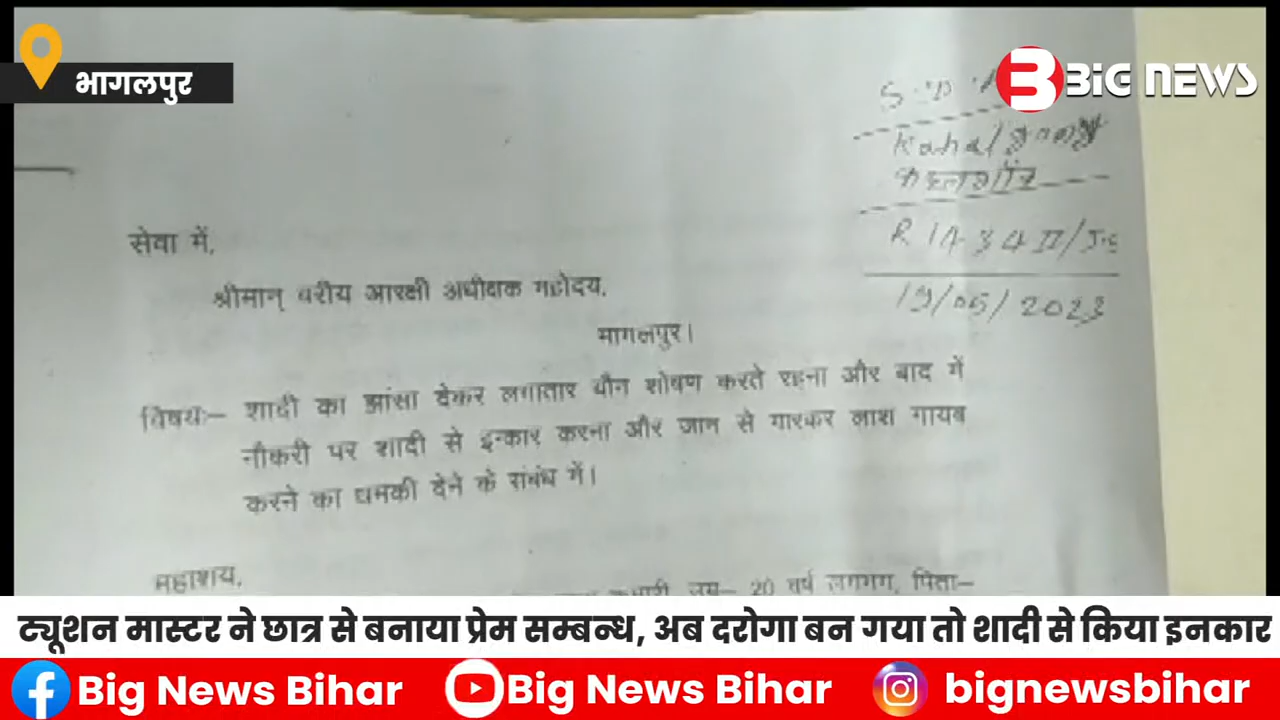 भागलपुर
3 BIG NEWS
S.D
कहलगाँव
19/05/2023
सेवा में,
श्रीमान् वरीय आरक्षी अधीक्षक महोदय,
भागलपुर।
विषयः- शादी का झांसा देकर लगातार यौन शोषण करते रहना और बाद में
नौकरी पर शादी से इन्कार करना और जान से मारकर लाश गायब
करने का धमकी देने के संबंध में।
महाशय,
कुमारी, उम्र- 20 वर्ष लगभग, पिता-
ट्यूशन मास्टर ने छात्र से बनाया प्रेम सम्बन्ध, अब दरोगा बन गया तो शादी से किया इनकार
Big News Bihar
Big News Bihar
bignewsbihar